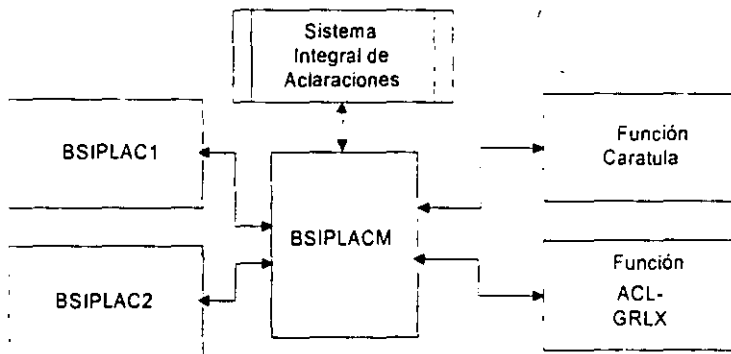 Sistema
Integral de
Aclaraciones
BSIPLAC1
Función
Caratula
BSIPLACM
BSIPLAC2
Función
ACL-
GRLX